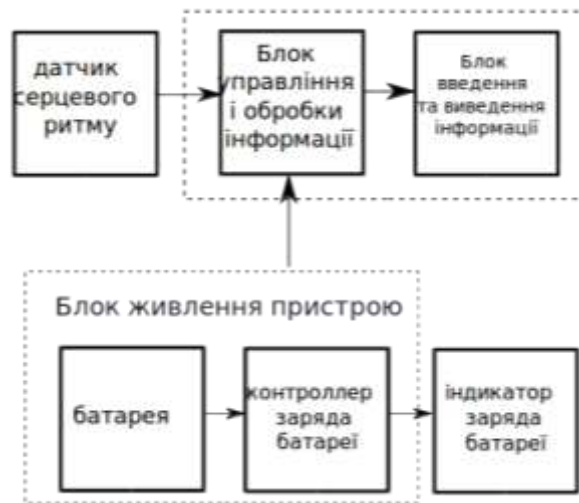 датчик
серцевого
ритму
Блок
управління
і обробки
інформації
Блок
введення
та виведення
інформації
Блок живлення пристрою
батарея
контроллер
заряда
батареї
індикатор
заряда
батареї